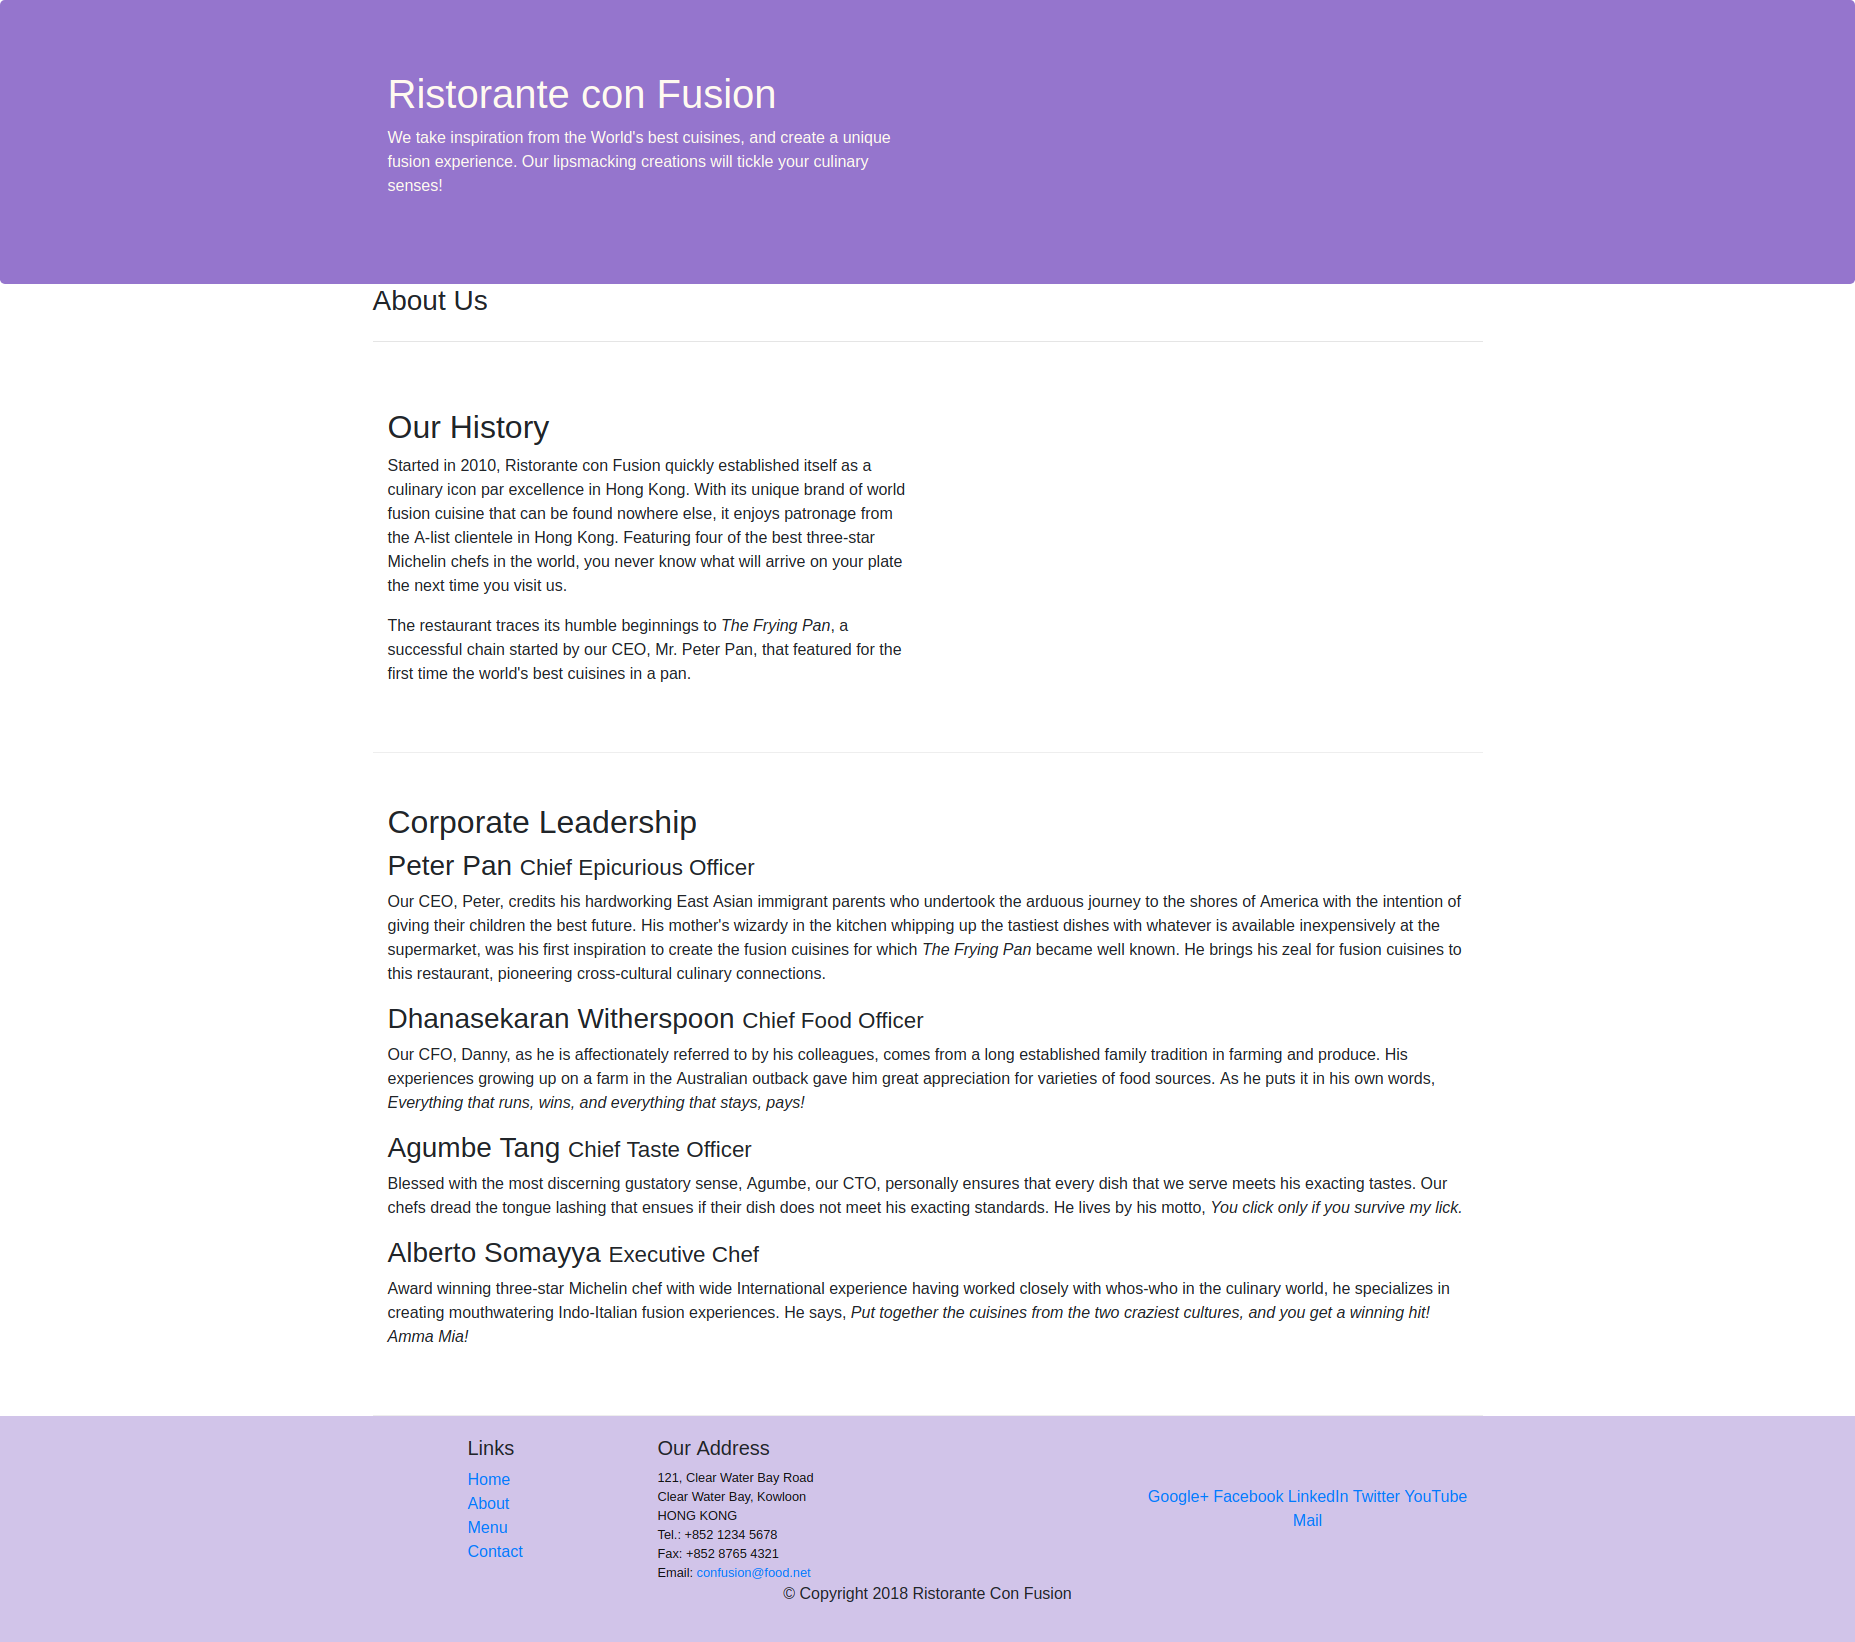 Ristorante con Fusion
We take inspiration from the World's best cuisines, and create a unique
fusion experience. Our lipsmacking creations will tickle your culinary
senses!
About Us
Our History
Started in 2010, Ristorante con Fusion quickly established itself as a
culinary icon par excellence in Hong Kong. With its unique brand of world
fusion cuisine that can be found nowhere else, it enjoys patronage from
the A-list clientele in Hong Kong. Featuring four of the best three-star
Michelin chefs in the world, you never know what will arrive on your plate
the next time you visit us.
The restaurant traces its humble beginnings to The Frying Pan, a
successful chain started by our CEO, Mr. Peter Pan, that featured for the
first time the world's best cuisines in a pan.
Corporate Leadership
Peter Pan Chief Epicurious Officer
Our CEO, Peter, credits his hardworking East Asian immigrant parents who undertook the arduous journey to the shores of America with the intention of
giving their children the best future. His mother's wizardy in the kitchen whipping up the tastiest dishes with whatever is available inexpensively at the
supermarket, was his first inspiration to create the fusion cuisines for which The Frying Pan became well known. He brings his zeal for fusion cuisines to
this restaurant, pioneering cross-cultural culinary connections.
Dhanasekaran Witherspoon Chief Food Officer
Our CFO, Danny, as he is affectionately referred to by his colleagues, comes from a long established family tradition in farming and produce. His
experiences growing up on a farm in the Australian outback gave him great appreciation for varieties of food sources. As he puts it in his own words,
Everything that runs, wins, and everything that stays, pays!
Agumbe Tang Chief Taste Officer
Blessed with the most discerning gustatory sense, Agumbe, our CTO, personally ensures that every dish that we serve meets his exacting tastes. Our
chefs dread the tongue lashing that ensues if their dish does not meet his exacting standards. He lives by his motto, You click only if you survive my lick.
Alberto Somayya Executive Chef
Award winning three-star Michelin chef with wide International experience having worked closely with whos-who in the culinary world, he specializes in
creating mouthwatering Indo-Italian fusion experiences. He says, Put together the cuisines from the two craziest cultures, and you get a winning hit!
Amma Mia!
Links
Home
About
Menu
Contact
Our Address
121, Clear Water Bay Road
Clear Water Bay, Kowloon
HONG KONG
Tel.: +852 1234 5678
Fax: +852 8765 4321
Email: confusion@food.net
Google+ Facebook LinkedIn Twitter YouTube
Mail
© Copyright 2018 Ristorante Con Fusion